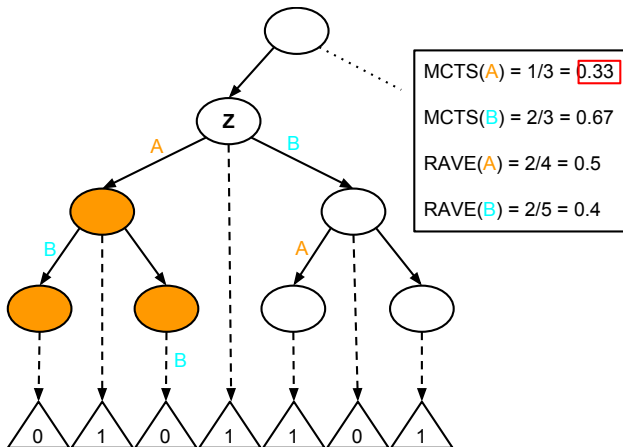 MCTS(A) = 1/3 = 0.33
MCTS(B) = 2/3 = 0.67
RAVE(A) = 2/4 = 0.5
RAVE(B) = 2/5 = 0.4
Z
A
B
B
A
B
0 1 0 1 1 0 1